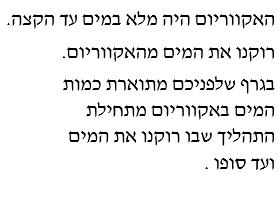 האקווריום היה מלא במים עד הקצה.
רוקנו את המים מהאקווריום.
בגרף שלפניכם מתוארת כמות
המים באקווריום מתחילת
התהליך שבו רוקנו את המים
ועד סופו .